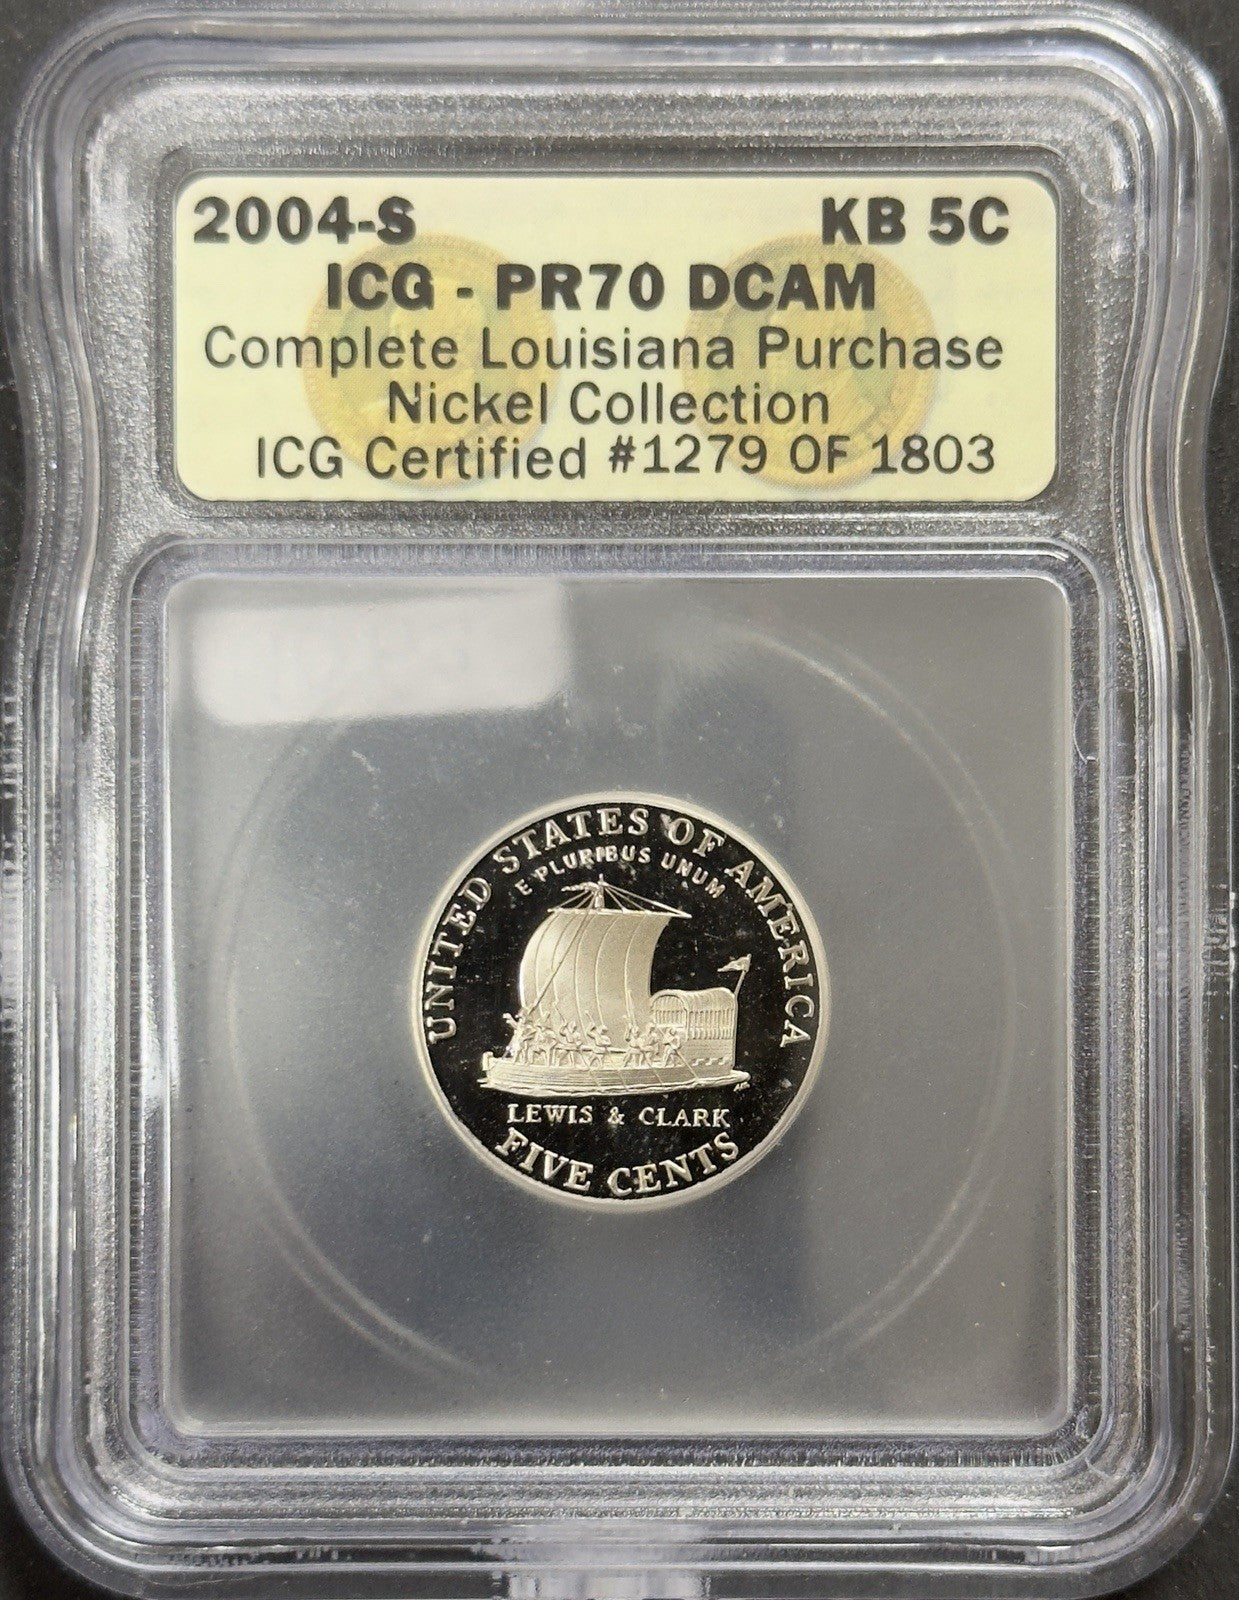 2004-S KB 5C
ICG - PR70 DCAM
Complete Louisiana Purchase
Nickel Collection
ICG Certified #1279 OF 1803
UNITED STATES OF AMERICA
E PLURIBUS UNUM
LEWIS & CLARK
FIVE CENTS